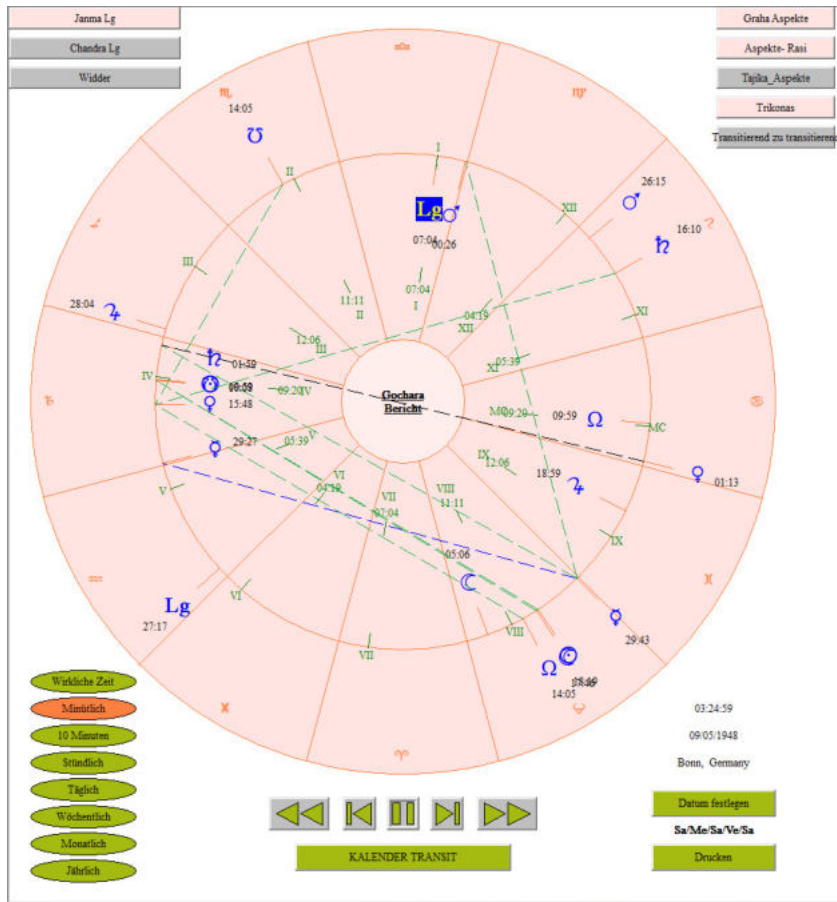 Janma Lg
Chandra Lg
Widder
Graha Aspekte
Aspekte- Rasi
Tajika_Aspekte
Trikonas
Transitierend zu transitierend
14:05
I
26:15
II
XII
Lg
16:10
07:04
00:26
III
11:11
07:04
I
04:19
XI
II
XII
28:04
12:06
III
XI
05:39
01:39
Gochara
Bericht
IV
09:20
IV
15:48
MC
09:20
09:59
MC
29:27
05:39
V
IX
12:06
18:59
01:13
V
VI
04:19
VII
07:04
VIII
11:11
IX
05:06
Lg
27:17
VI
VIII
29:43
VII
14:05
Wirkliche Zeit
Minütlich
10 Minuten
Stündlich
Täglich
Wöchentlich
Monatlich
Jährlich
03:24:59
09/05/1948
Bonn, Germany
Datum festlegen
Sa/Me/Sa/Ve/Sa
Drucken
KALENDER TRANSIT